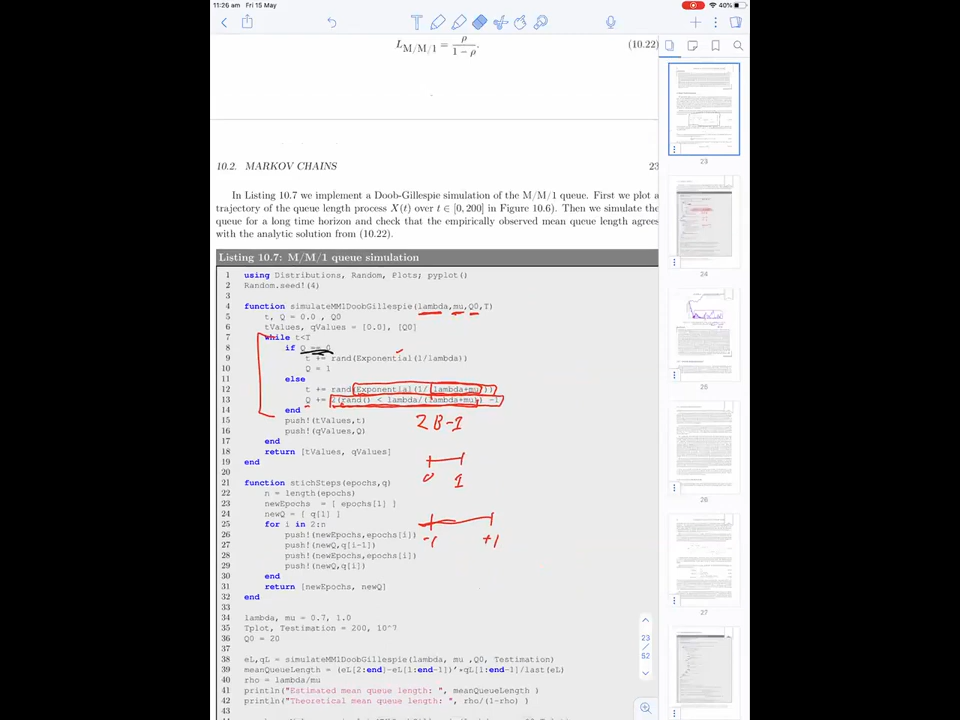 11:26 am Fri 15 May
40%
L_M/M/1 = ρ / (1 − ρ). (10.22)
10.2. MARKOV CHAINS 23
In Listing 10.7 we implement a Doob-Gillespie simulation of the M/M/1 queue. First we plot a
trajectory of the queue length process X(t) over t ∈ [0, 200] in Figure 10.6). Then we simulate the
queue for a long time horizon and check that the empirically observed mean queue length agrees
with the analytic solution from (10.22).
Listing 10.7: M/M/1 queue simulation
1 using Distributions, Random, Plots; pyplot()
2 Random.seed!(4)
3
4 function simulateMM1DoobGillespie(lambda,mu,Q0,T)
5 t, Q = 0.0 , Q0
6 tValues, qValues = [0.0], [Q0]
7 while t<T
8 if Q == 0
9 t += rand(Exponential(1/lambda))
10 Q = 1
11 else
12 t += rand(Exponential(1/(lambda+mu)))
13 Q += 2(rand() < lambda/(lambda+mu)) -1
14 end
15 push!(tValues,t)
16 push!(qValues,Q)
17 end
18 return [tValues, qValues]
19 end
20
21 function stichSteps(epochs,q)
22 n = length(epochs)
23 newEpochs = [ epochs[1] ]
24 newQ = [ q[1] ]
25 for i in 2:n
26 push!(newEpochs,epochs[i])
27 push!(newQ,q[i-1])
28 push!(newEpochs,epochs[i])
29 push!(newQ,q[i])
30 end
31 return [newEpochs, newQ]
32 end
33
34 lambda, mu = 0.7, 1.0
35 Tplot, Testimation = 200, 10^7
36 Q0 = 20
37
38 eL,qL = simulateMM1DoobGillespie(lambda, mu ,Q0, Testimation)
39 meanQueueLength = (eL[2:end]-eL[1:end-1])'*qL[1:end-1]/last(eL)
40 rho = lambda/mu
41 println("Estimated mean queue length: ", meanQueueLength )
42 println("Theoretical mean queue length: ", rho/(1-rho) )
43
2B-1
0 1
-1 +1
23
/
52
23
24
25
26
27